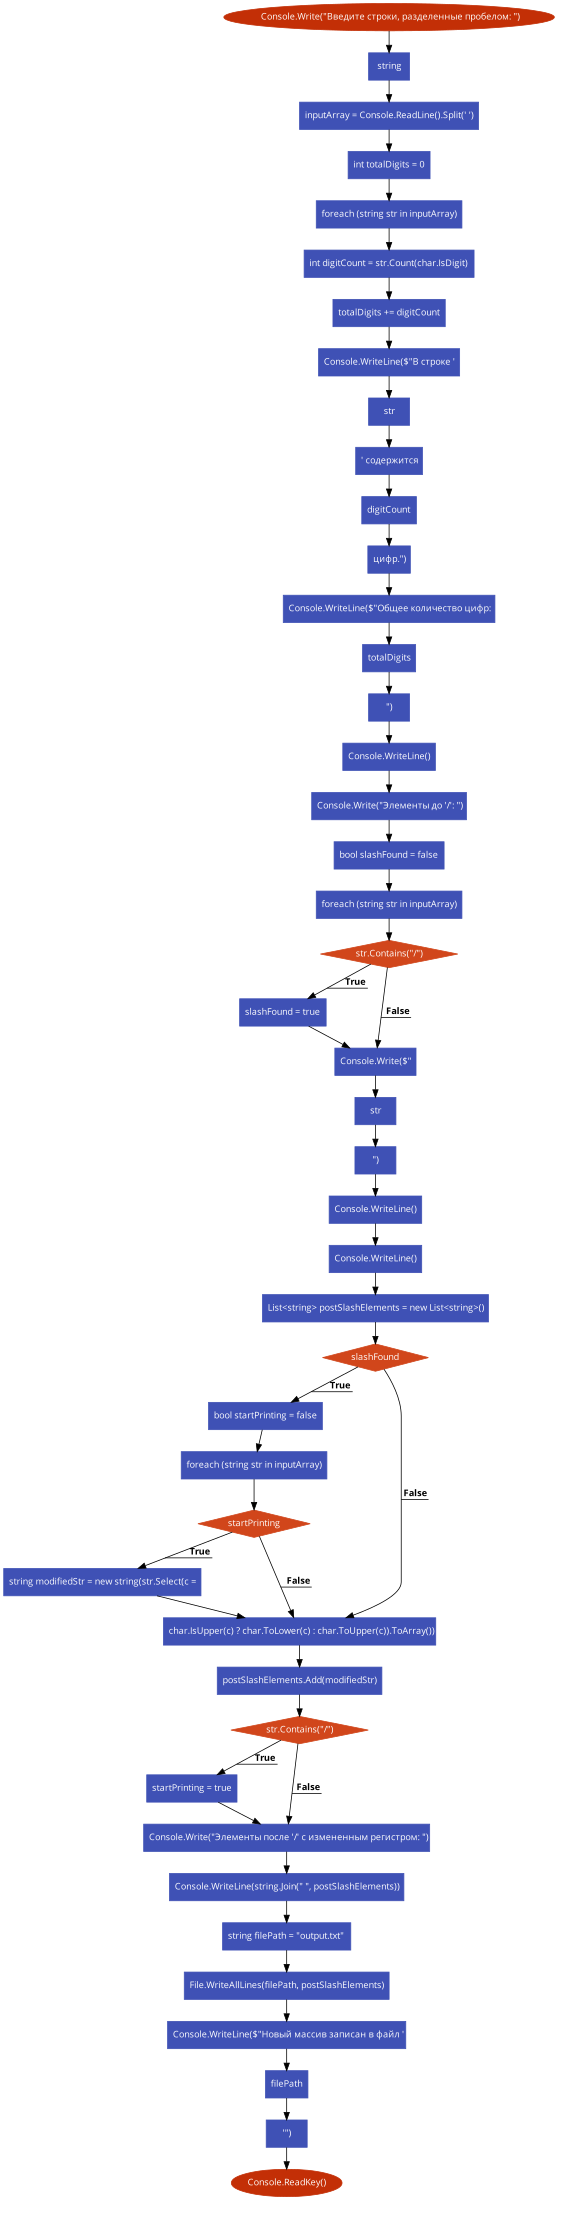 Console.Write("Введите строки, разделенные пробелом: ")
string
inputArray = Console.ReadLine().Split(' ')
int totalDigits = 0
foreach (string str in inputArray)
int digitCount = str.Count(char.IsDigit)
totalDigits += digitCount
Console.WriteLine($"В строке '
str
' содержится
digitCount
цифр.")
Console.WriteLine($"Общее количество цифр:
totalDigits
")
Console.WriteLine()
Console.Write("Элементы до '/': ")
bool slashFound = false
foreach (string str in inputArray)
str.Contains("/")
True
slashFound = true
False
Console.Write($"
str
")
Console.WriteLine()
Console.WriteLine()
List<string> postSlashElements = new List<string>()
slashFound
True
bool startPrinting = false
foreach (string str in inputArray)
False
startPrinting
True
string modifiedStr = new string(str.Select(c =
False
char.IsUpper(c) ? char.ToLower(c) : char.ToUpper(c)).ToArray())
postSlashElements.Add(modifiedStr)
str.Contains("/")
True
startPrinting = true
False
Console.Write("Элементы после '/' с измененным регистром: ")
Console.WriteLine(string.Join(" ", postSlashElements))
string filePath = "output.txt"
File.WriteAllLines(filePath, postSlashElements)
Console.WriteLine($"Новый массив записан в файл '
filePath
'")
Console.ReadKey()